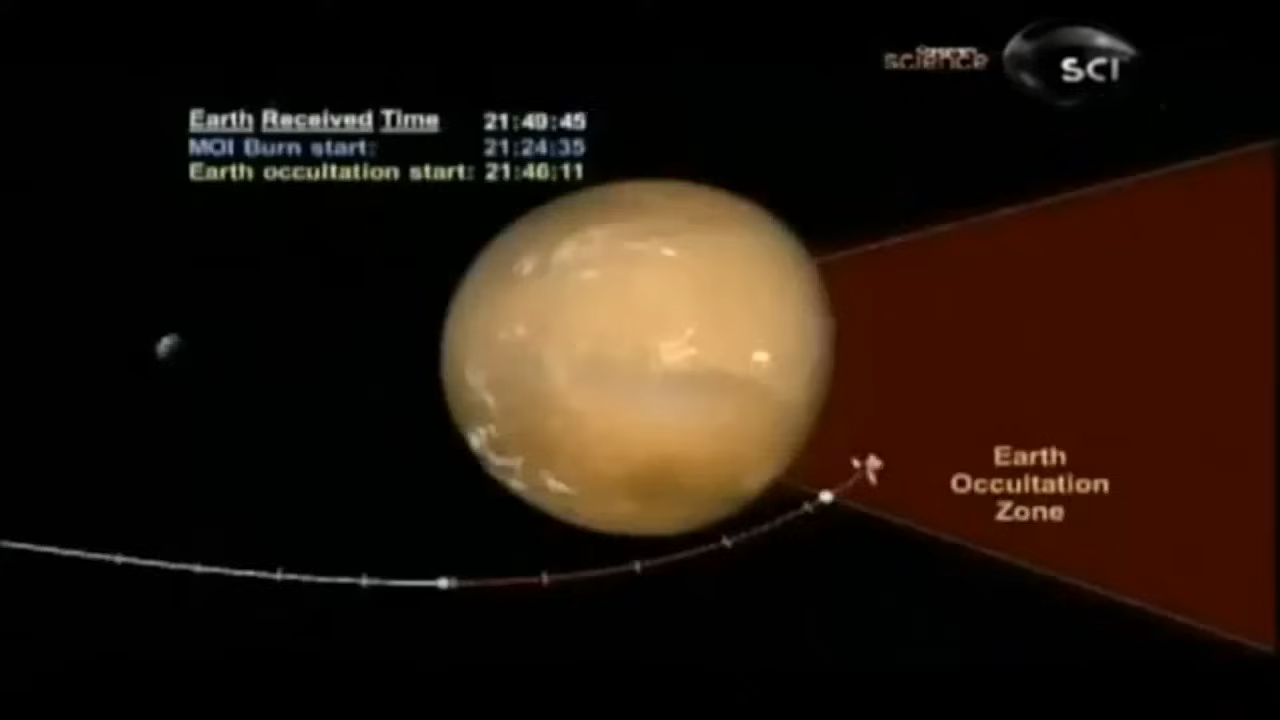 science SCI
Earth Received Time 21:49:45
MOI Burn start: 21:24:35
Earth occultation start: 21:46:11
Earth
Occultation
Zone